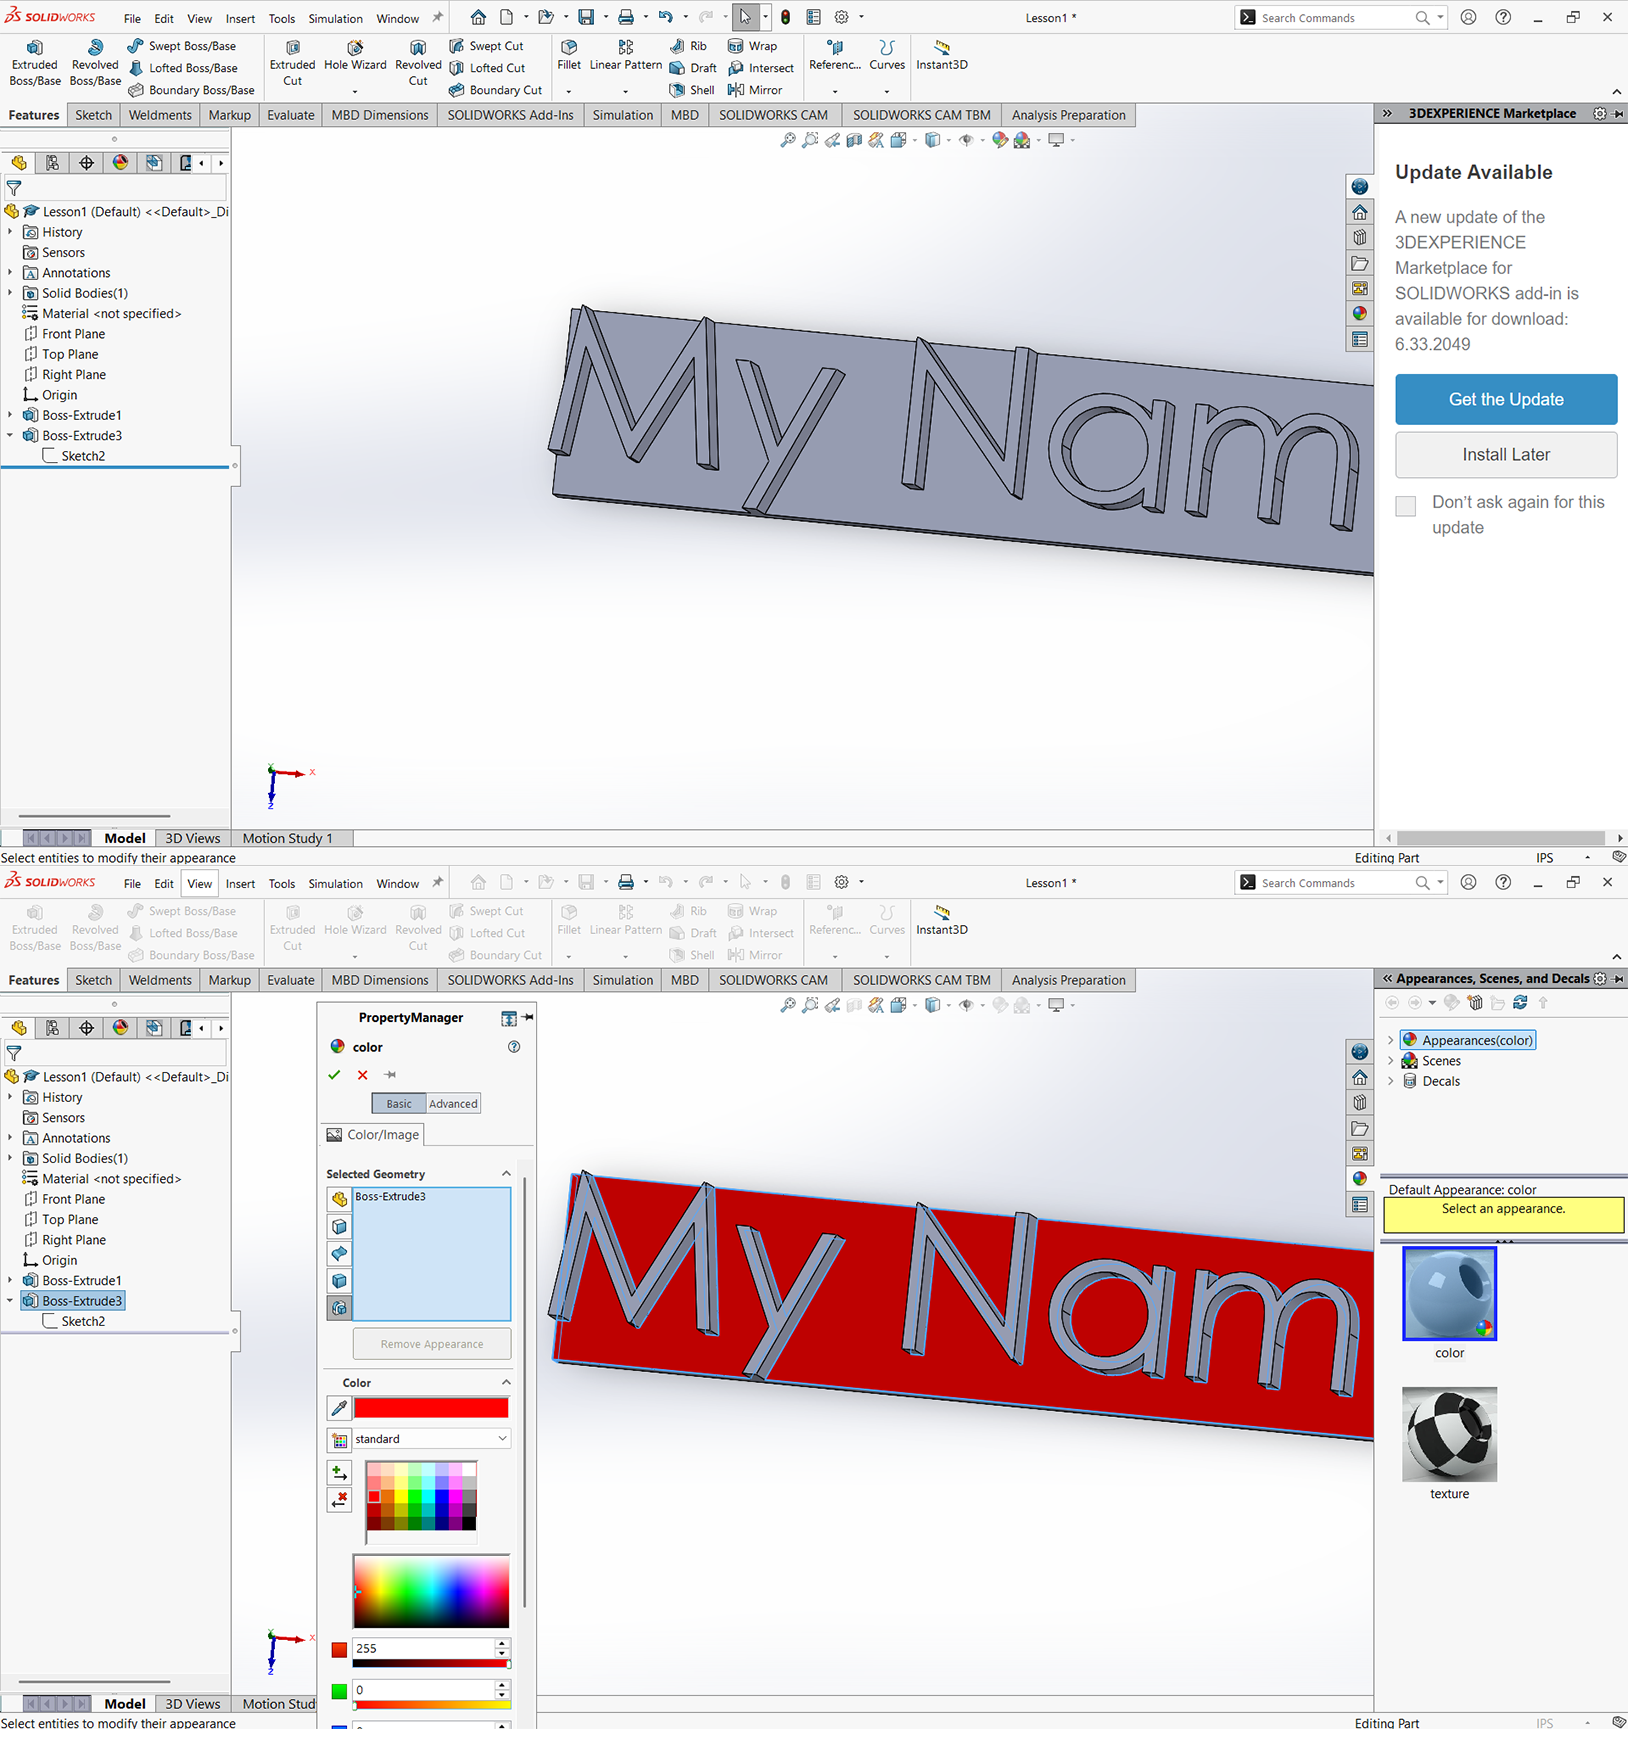 SOLIDWORKS File Edit View Insert Tools Simulation Window Lesson1 * Search Commands
Extruded Boss/Base Revolved Boss/Base Swept Boss/Base Lofted Boss/Base Boundary Boss/Base Extruded Cut Hole Wizard Revolved Cut Swept Cut Lofted Cut Boundary Cut Fillet Linear Pattern Rib Draft Shell Wrap Intersect Mirror Referenc... Curves Instant3D
Features Sketch Weldments Markup Evaluate MBD Dimensions SOLIDWORKS Add-Ins Simulation MBD SOLIDWORKS CAM SOLIDWORKS CAM TBM Analysis Preparation
3DEXPERIENCE Marketplace
Lesson1 (Default) <<Default>_Di
History
Sensors
Annotations
Solid Bodies(1)
Material <not specified>
Front Plane
Top Plane
Right Plane
Origin
Boss-Extrude1
Boss-Extrude3
Sketch2
My Nam
Update Available
A new update of the
3DEXPERIENCE
Marketplace for
SOLIDWORKS add-in is
available for download:
6.33.2049
Get the Update
Install Later
Don't ask again for this
update
Y
X
Z
Model 3D Views Motion Study 1
Select entities to modify their appearance Editing Part IPS
SOLIDWORKS File Edit View Insert Tools Simulation Window Lesson1 * Search Commands
Extruded Boss/Base Revolved Boss/Base Swept Boss/Base Lofted Boss/Base Boundary Boss/Base Extruded Cut Hole Wizard Revolved Cut Swept Cut Lofted Cut Boundary Cut Fillet Linear Pattern Rib Draft Shell Wrap Intersect Mirror Referenc... Curves Instant3D
Features Sketch Weldments Markup Evaluate MBD Dimensions SOLIDWORKS Add-Ins Simulation MBD SOLIDWORKS CAM SOLIDWORKS CAM TBM Analysis Preparation
Appearances, Scenes, and Decals
Lesson1 (Default) <<Default>_Di
History
Sensors
Annotations
Solid Bodies(1)
Material <not specified>
Front Plane
Top Plane
Right Plane
Origin
Boss-Extrude1
Boss-Extrude3
Sketch2
PropertyManager
color
Basic Advanced
Color/Image
Selected Geometry
Boss-Extrude3
Remove Appearance
Color
standard
255
0
My Nam
Appearances(color)
Scenes
Decals
Default Appearance: color
Select an appearance.
color
texture
Y
X
Z
Model 3D Views Motion Stud
Select entities to modify their appearance Editing Part IPS